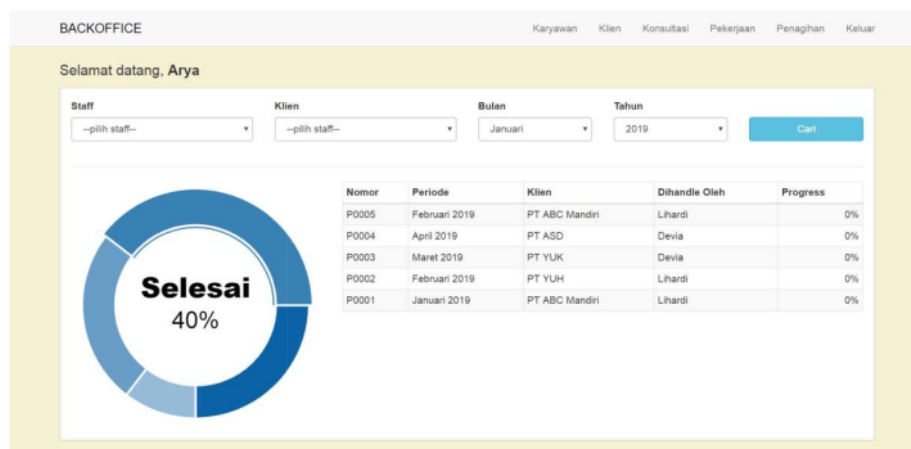 BACKOFFICE Karyawan Klien Konsultasi Pekerjaan Penagihan Keluar
Selamat datang, Arya
Staff Klien Bulan Tahun
--pilih staff-- --pilih staff-- Januari 2019 Cari
Selesai
40%
Nomor Periode Klien Dihandle Oleh Progress
P0005 Februari 2019 PT ABC Mandiri Lihardi 0%
P0004 April 2019 PT ASD Devia 0%
P0003 Maret 2019 PT YUK Devia 0%
P0002 Februari 2019 PT YUH Lihardi 0%
P0001 Januari 2019 PT ABC Mandiri Lihardi 0%